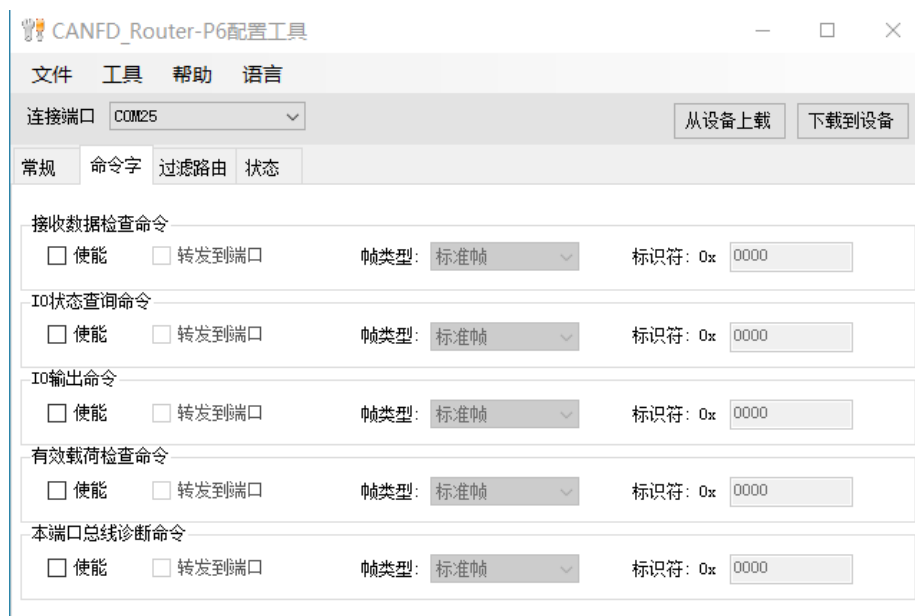 CANFD_Router-P6配置工具
文件 工具 帮助 语言
连接端口 COM25 从设备上载 下载到设备
常规 命令字 过滤路由 状态
接收数据检查命令
使能 转发到端口 帧类型: 标准帧 标识符: 0x 0000
IO状态查询命令
使能 转发到端口 帧类型: 标准帧 标识符: 0x 0000
IO输出命令
使能 转发到端口 帧类型: 标准帧 标识符: 0x 0000
有效载荷检查命令
使能 转发到端口 帧类型: 标准帧 标识符: 0x 0000
本端口总线诊断命令
使能 转发到端口 帧类型: 标准帧 标识符: 0x 0000